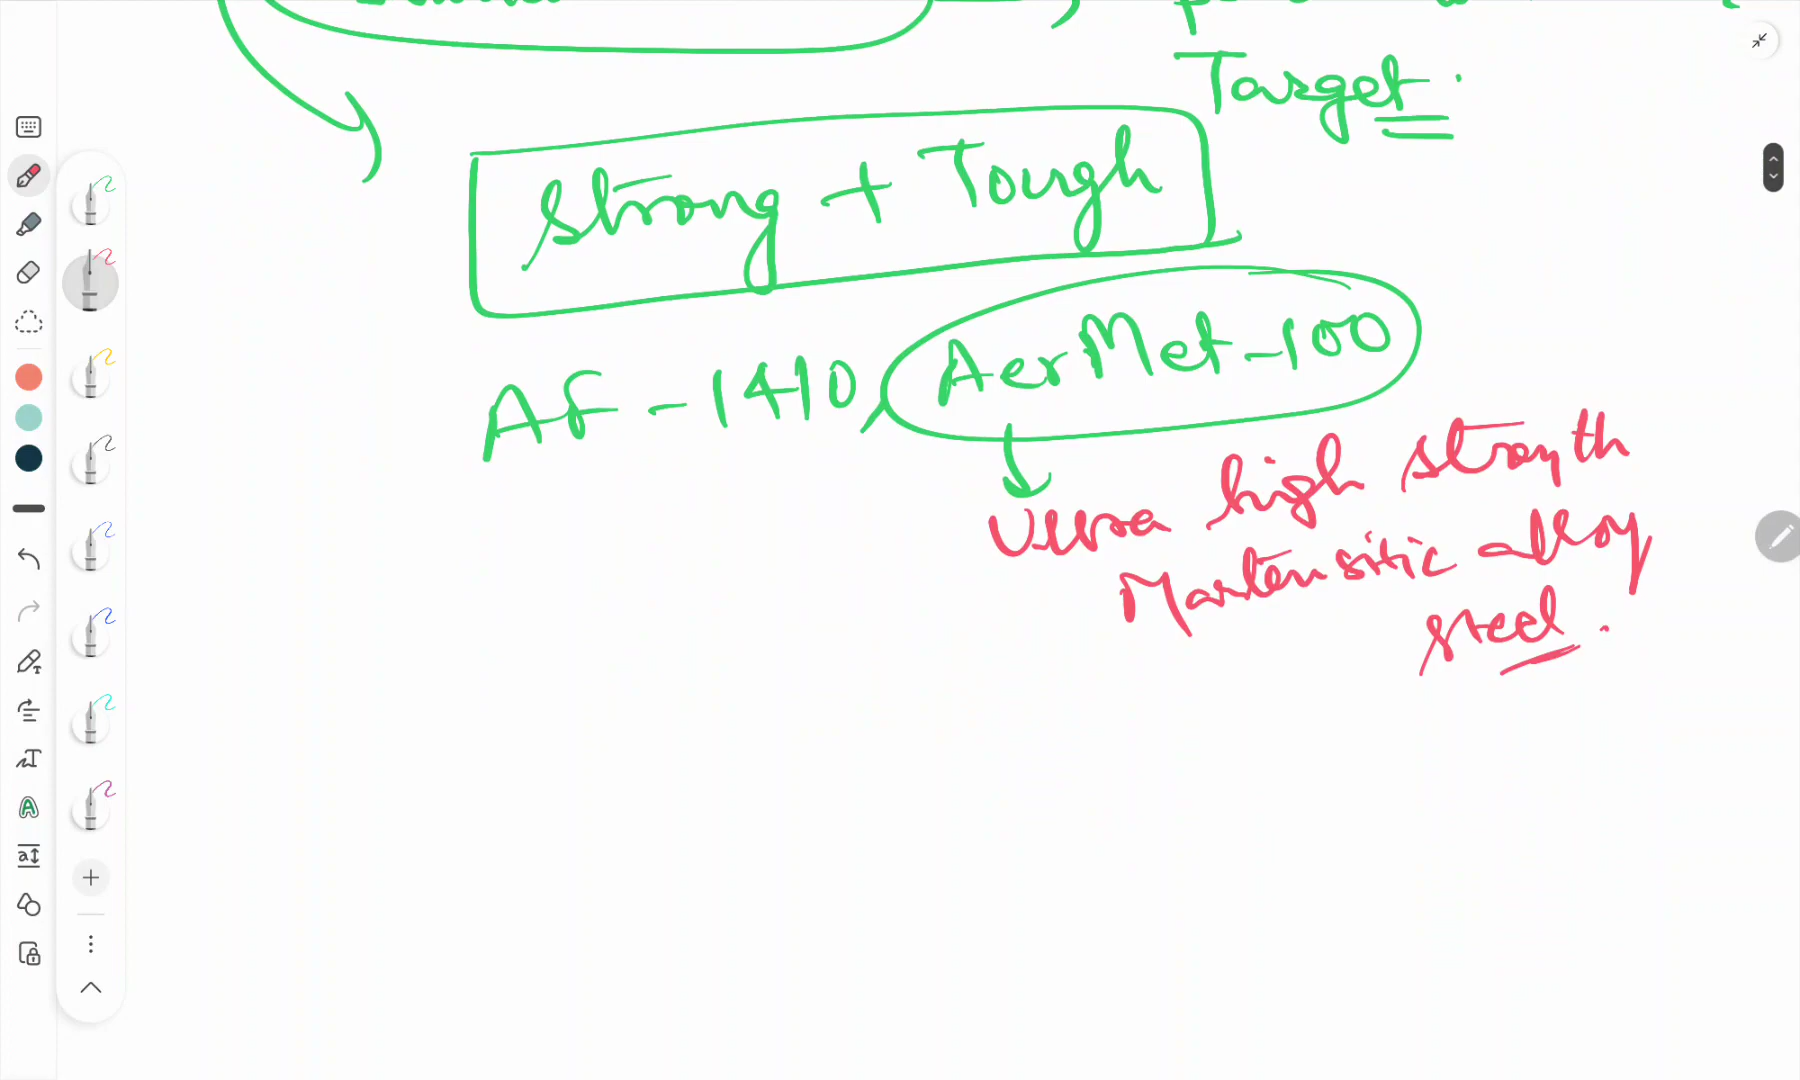 Target.
Strong + Tough
AF-1410, AerMet-100
Ultra high strength
Martensitic alloy
steel.